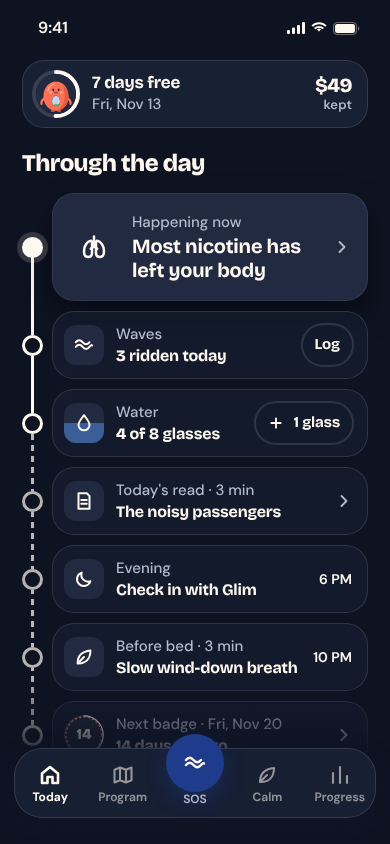 9:41
7 days free
Fri, Nov 13
$49
kept
Through the day
Happening now
Most nicotine has
left your body
Waves
3 ridden today
Log
Water
4 of 8 glasses
+ 1 glass
Today's read · 3 min
The noisy passengers
Evening
Check in with Glim
6 PM
Before bed · 3 min
Slow wind-down breath
10 PM
14
Next badge · Fri, Nov 20
14 days
Today
Program
SOS
Calm
Progress